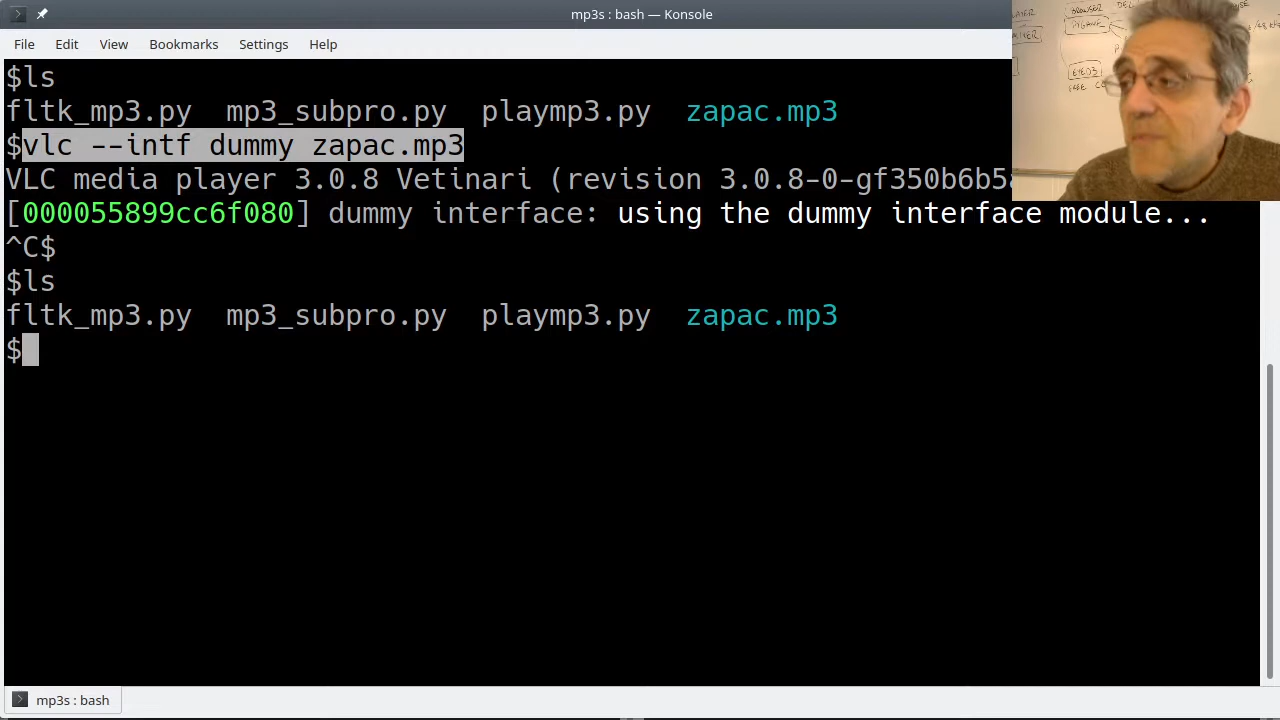 mp3s : bash — Konsole
File Edit View Bookmarks Settings Help
$ls
fltk_mp3.py mp3_subpro.py playmp3.py zapac.mp3
$vlc --intf dummy zapac.mp3
VLC media player 3.0.8 Vetinari (revision 3.0.8-0-gf350b6b5
[000055899cc6f080] dummy interface: using the dummy interface module...
^C$
$ls
fltk_mp3.py mp3_subpro.py playmp3.py zapac.mp3
$
mp3s : bash
BROWSER